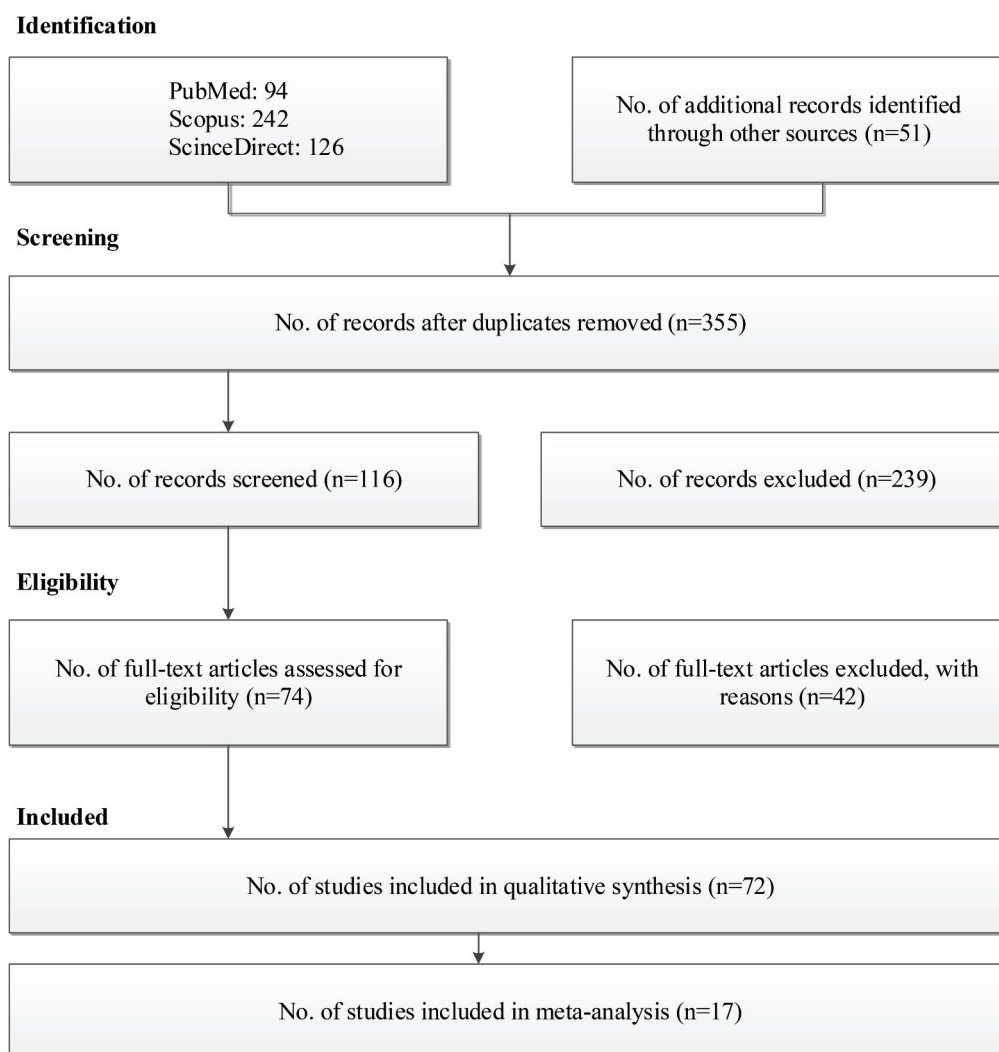 Identification
PubMed: 94
Scopus: 242
ScinceDirect: 126
No. of additional records identified
through other sources (n=51)
Screening
No. of records after duplicates removed (n=355)
No. of records screened (n=116)
No. of records excluded (n=239)
Eligibility
No. of full-text articles assessed for
eligibility (n=74)
No. of full-text articles excluded, with
reasons (n=42)
Included
No. of studies included in qualitative synthesis (n=72)
No. of studies included in meta-analysis (n=17)